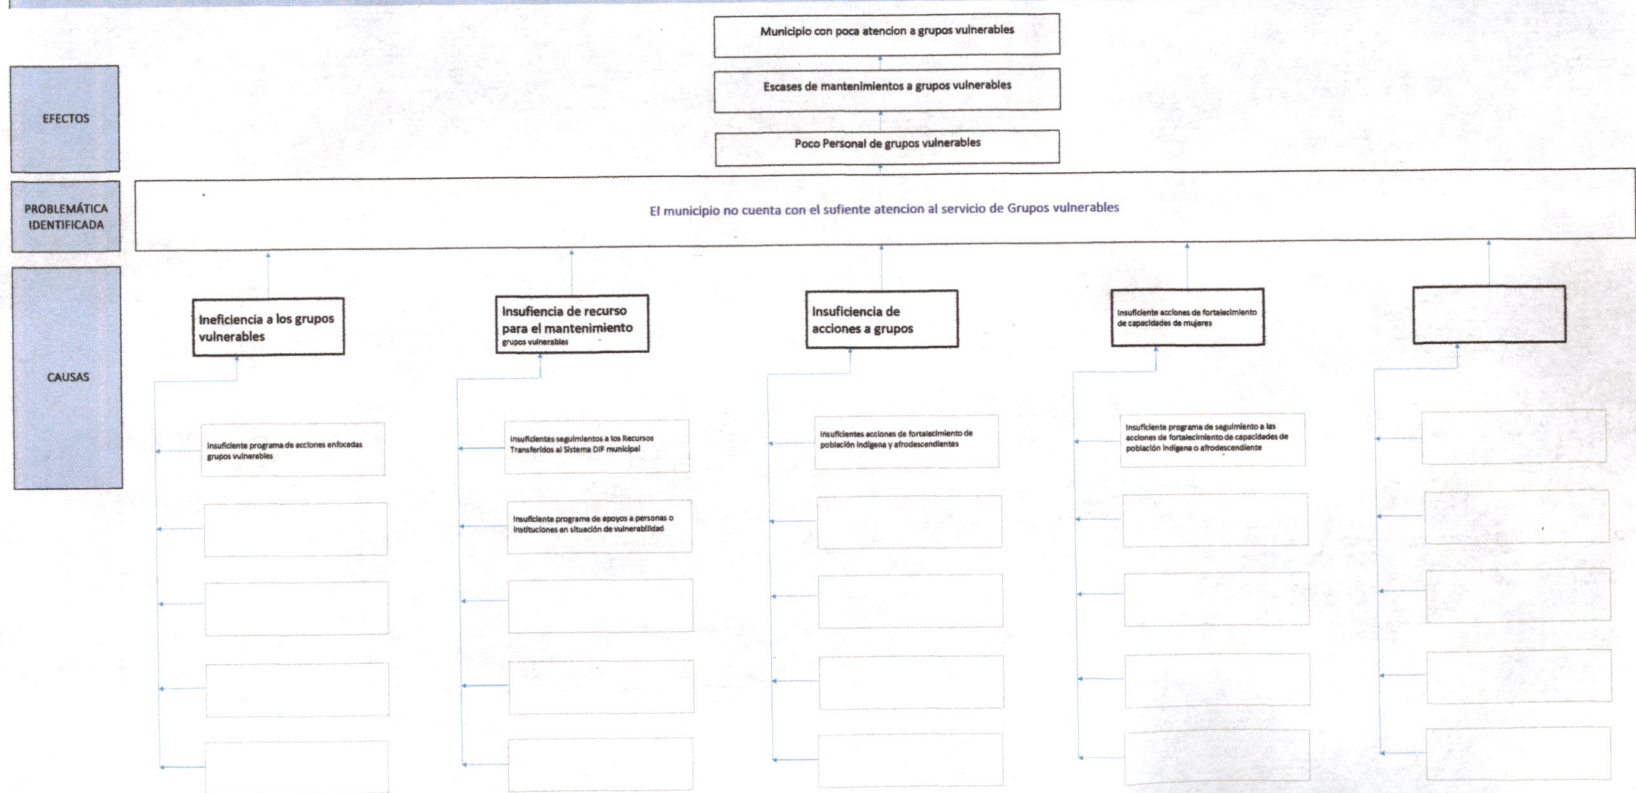 Municipio con poca atencion a grupos vulnerables
Escases de mantenimientos a grupos vulnerables
EFECTOS
Poco Personal de grupos vulnerables
PROBLEMÁTICA
IDENTIFICADA
El municipio no cuenta con el sufiente atencion al servicio de Grupos vulnerables
CAUSAS
Ineficiencia a los grupos
vulnerables
Insufiencia de recurso
para el mantenimiento
grupos vulnerables
Insuficiencia de
acciones a grupos
Insuficiente acciones de fortalecimiento
de capacidades de mujeres
Insuficiente programa de acciones enfocadas
grupos vulnerables
Insuficientes seguimientos a los Recursos
Transferidos al Sistema DIF municipal
Insuficientes acciones de fortalecimiento de
población indígena y afrodescendientes
Insuficiente programa de seguimiento a las
acciones de fortalecimiento de capacidades de
población indígena o afrodescendiente
Insuficiente programa de apoyos a personas o
instituciones en situación de vulnerabilidad